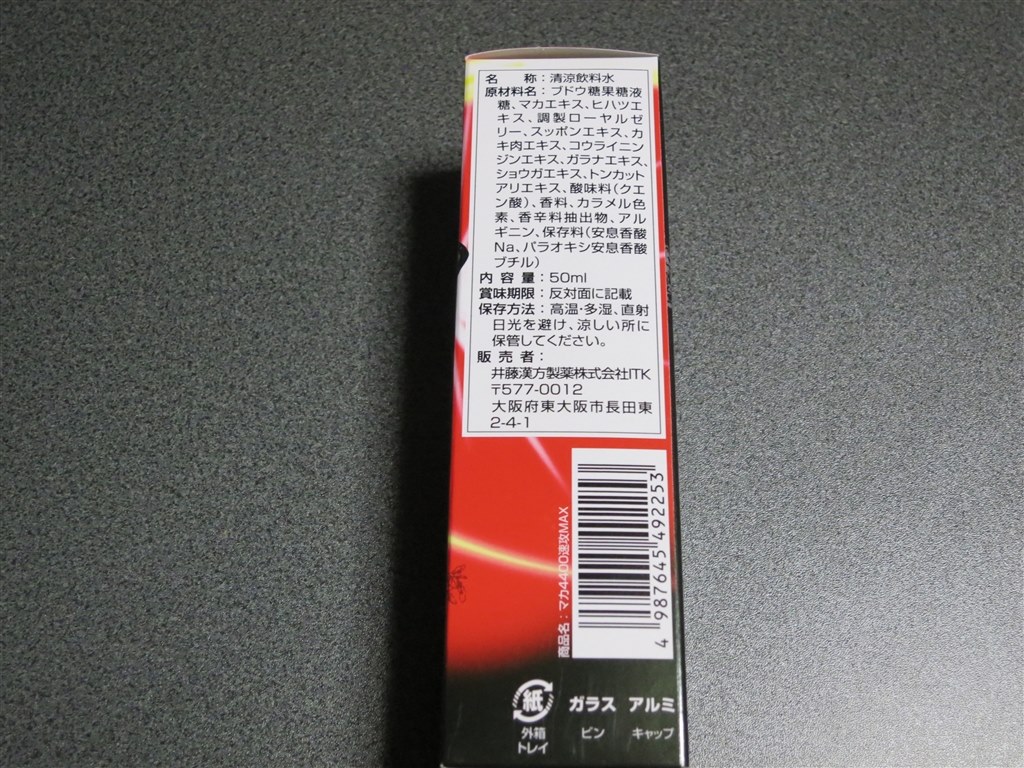 名 称：清涼飲料水
原材料名：ブドウ糖果糖液
糖、マカエキス、ヒハツエ
キス、調製ローヤルゼ
リー、スッポンエキス、カ
キ肉エキス、コウライニン
ジンエキス、ガラナエキス、
ショウガエキス、トンカット
アリエキス、酸味料（クエ
ン酸）、香料、カラメル色
素、香辛料抽出物、アル
ギニン、保存料（安息香酸
Na、パラオキシ安息香酸
ブチル）
内容量：50ml
賞味期限：反対面に記載
保存方法：高温・多湿、直射
日光を避け、涼しい所に
保管してください。
販売者：
井藤漢方製薬株式会社ITK
〒577-0012
大阪府東大阪市長田東
2-4-1
商品名：マカ4400速攻MAX
4 987645 492253
紙
外箱
トレイ
ガラス
ビン
アルミ
キャップ